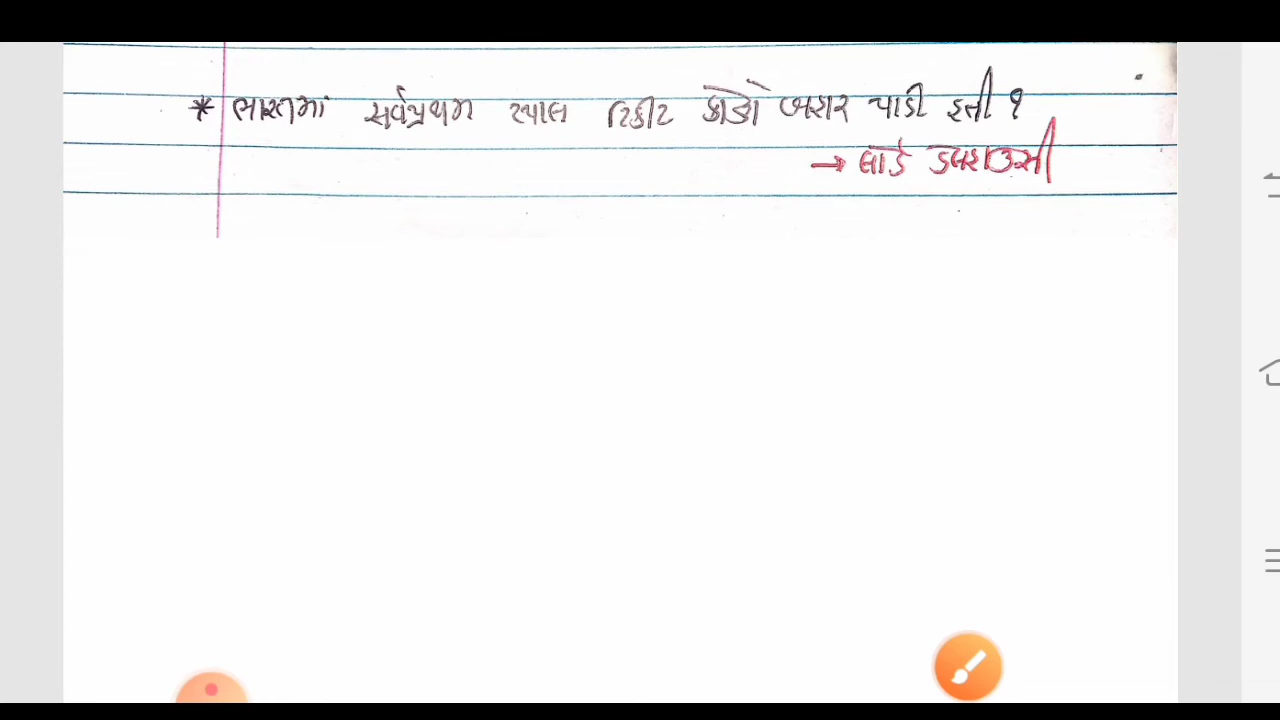 * ભારતમાં સર્વપ્રથમ ટપાલ ટિકીટ કોણે બહાર પાડી હતી ?
→ લોર્ડ ડેલહાઉસી